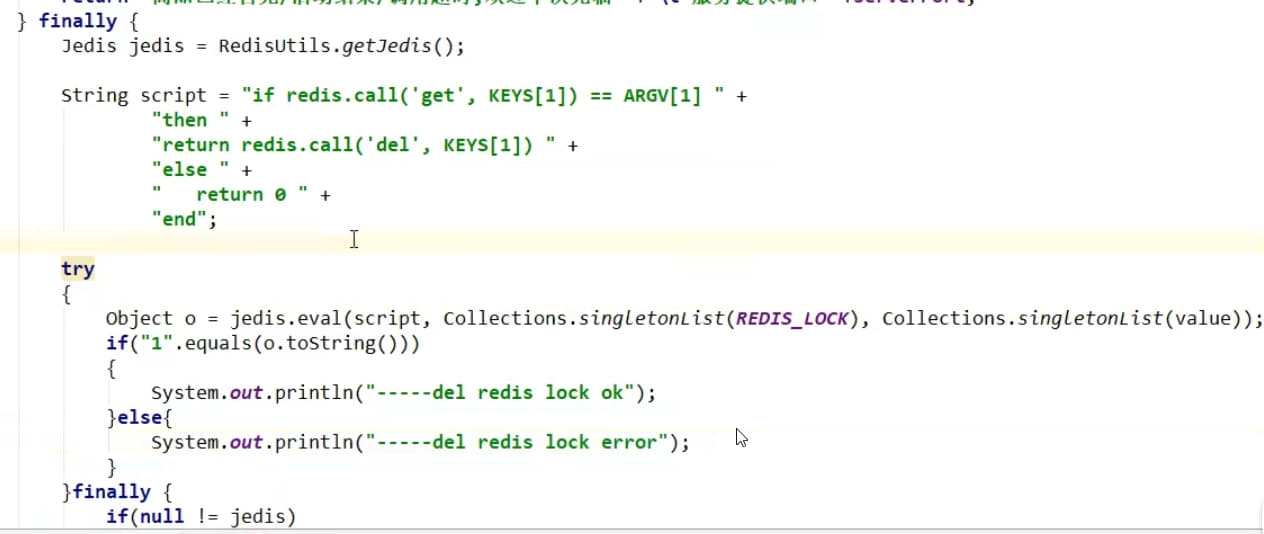 } finally {
Jedis jedis = RedisUtils.getJedis();
String script = "if redis.call('get', KEYS[1]) == ARGV[1] " +
"then " +
"return redis.call('del', KEYS[1]) " +
"else " +
"   return 0 " +
"end";
try
{
Object o = jedis.eval(script, Collections.singletonList(REDIS_LOCK), Collections.singletonList(value));
if("1".equals(o.toString()))
{
System.out.println("-----del redis lock ok");
}else{
System.out.println("-----del redis lock error");
}
}finally {
if(null != jedis)